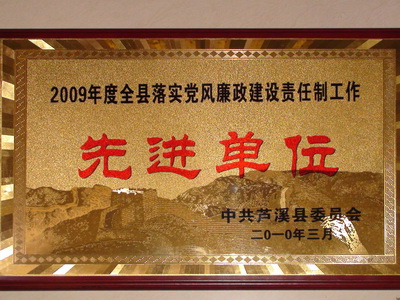 2009年度全县落实党风廉政建设责任制工作
先进单位
中共芦溪县委员会
二〇一〇年三月